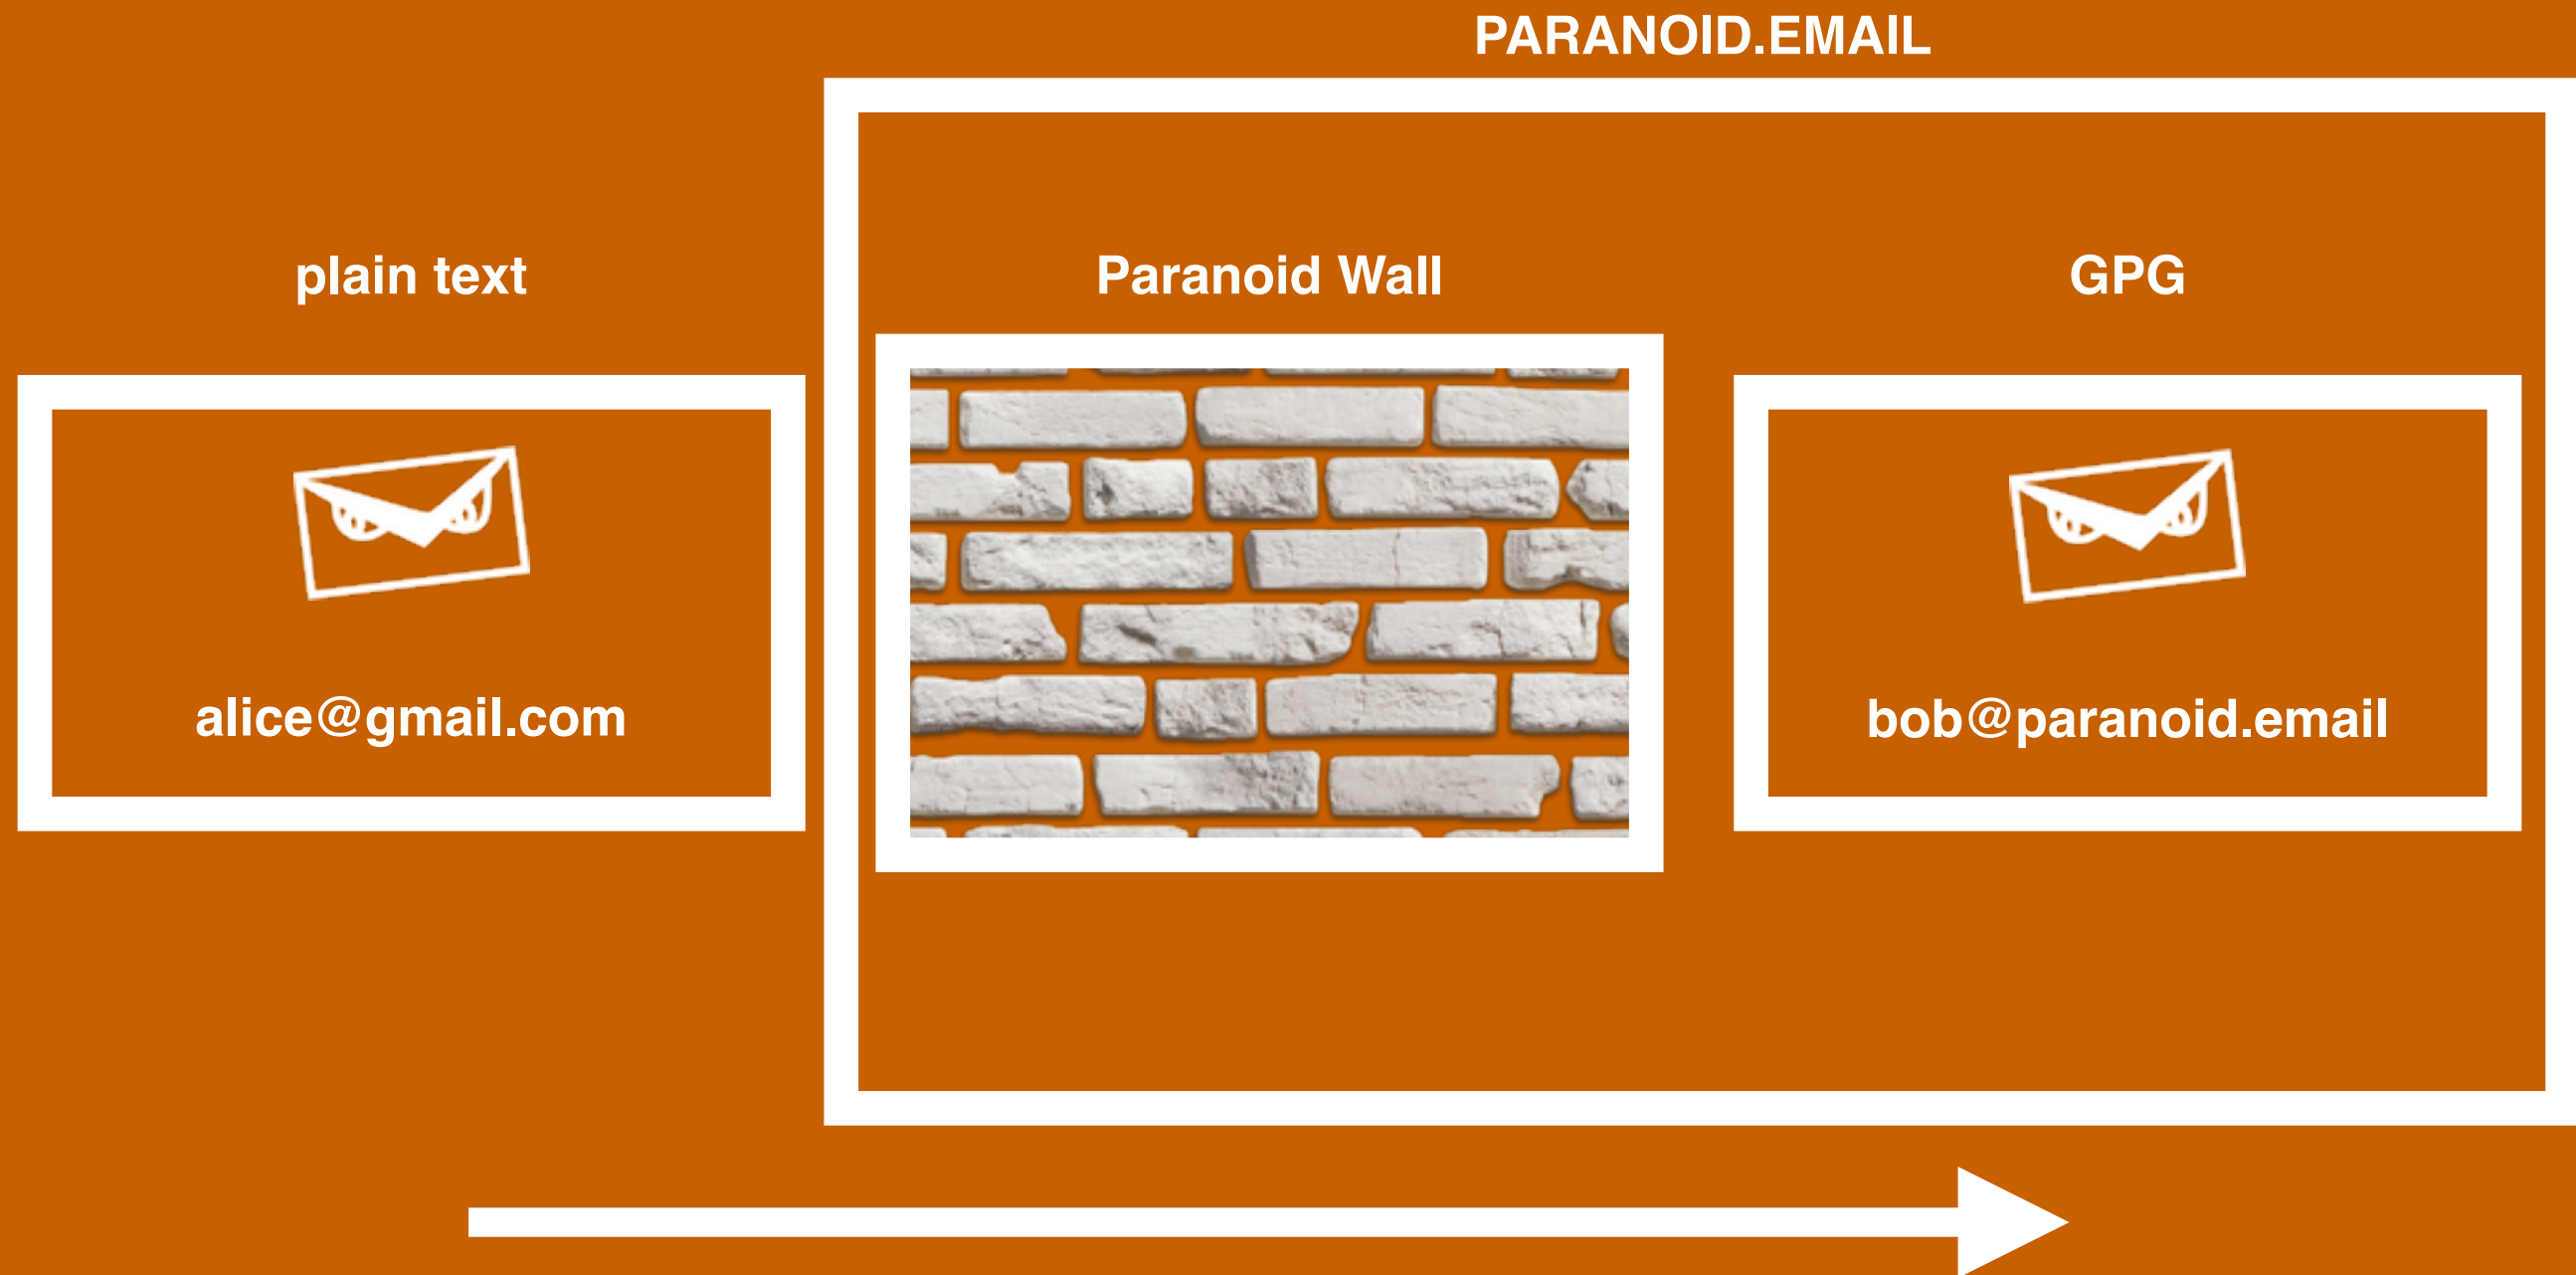 PARANOID.EMAIL
plain text
Paranoid Wall
GPG
alice@gmail.com
bob@paranoid.email